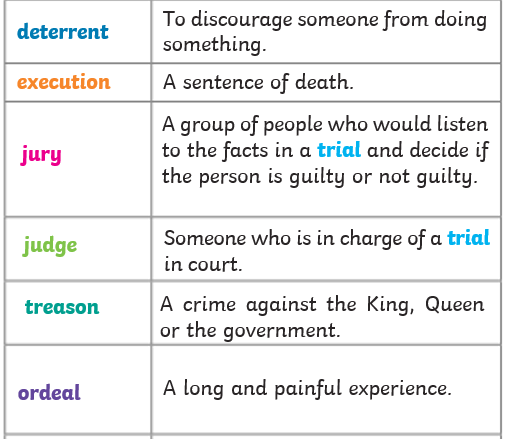 deterrent
To discourage someone from doing
something.
execution
A sentence of death.
jury
A group of people who would listen
to the facts in a trial and decide if
the person is guilty or not guilty.
judge
Someone who is in charge of a trial
in court.
treason
A crime against the King, Queen
or the government.
ordeal
A long and painful experience.